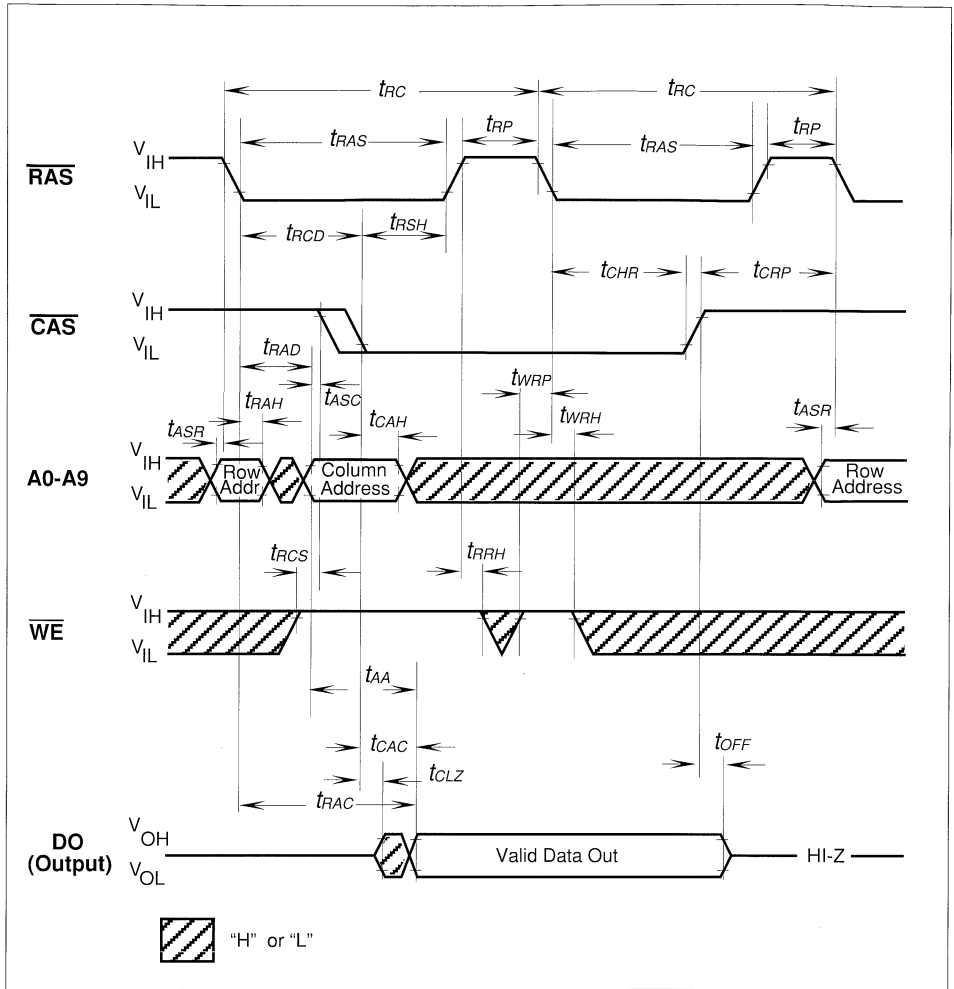 tRC tRC
tRAS tRP tRAS tRP
RAS VIH
VIL
tRCD tRSH
tCHR tCRP
CAS VIH
VIL
tRAD
tASC
tWRP
tRAH
tCAH
tWRH
tASR tASR
A0-A9 VIH
VIL
Row Addr
Column Address
Row Address
tRCS tRRH
WE VIH
VIL
tAA
tCAC tOFF
tCLZ
tRAC
DO (Output) VOH
VOL
Valid Data Out HI-Z
"H" or "L"